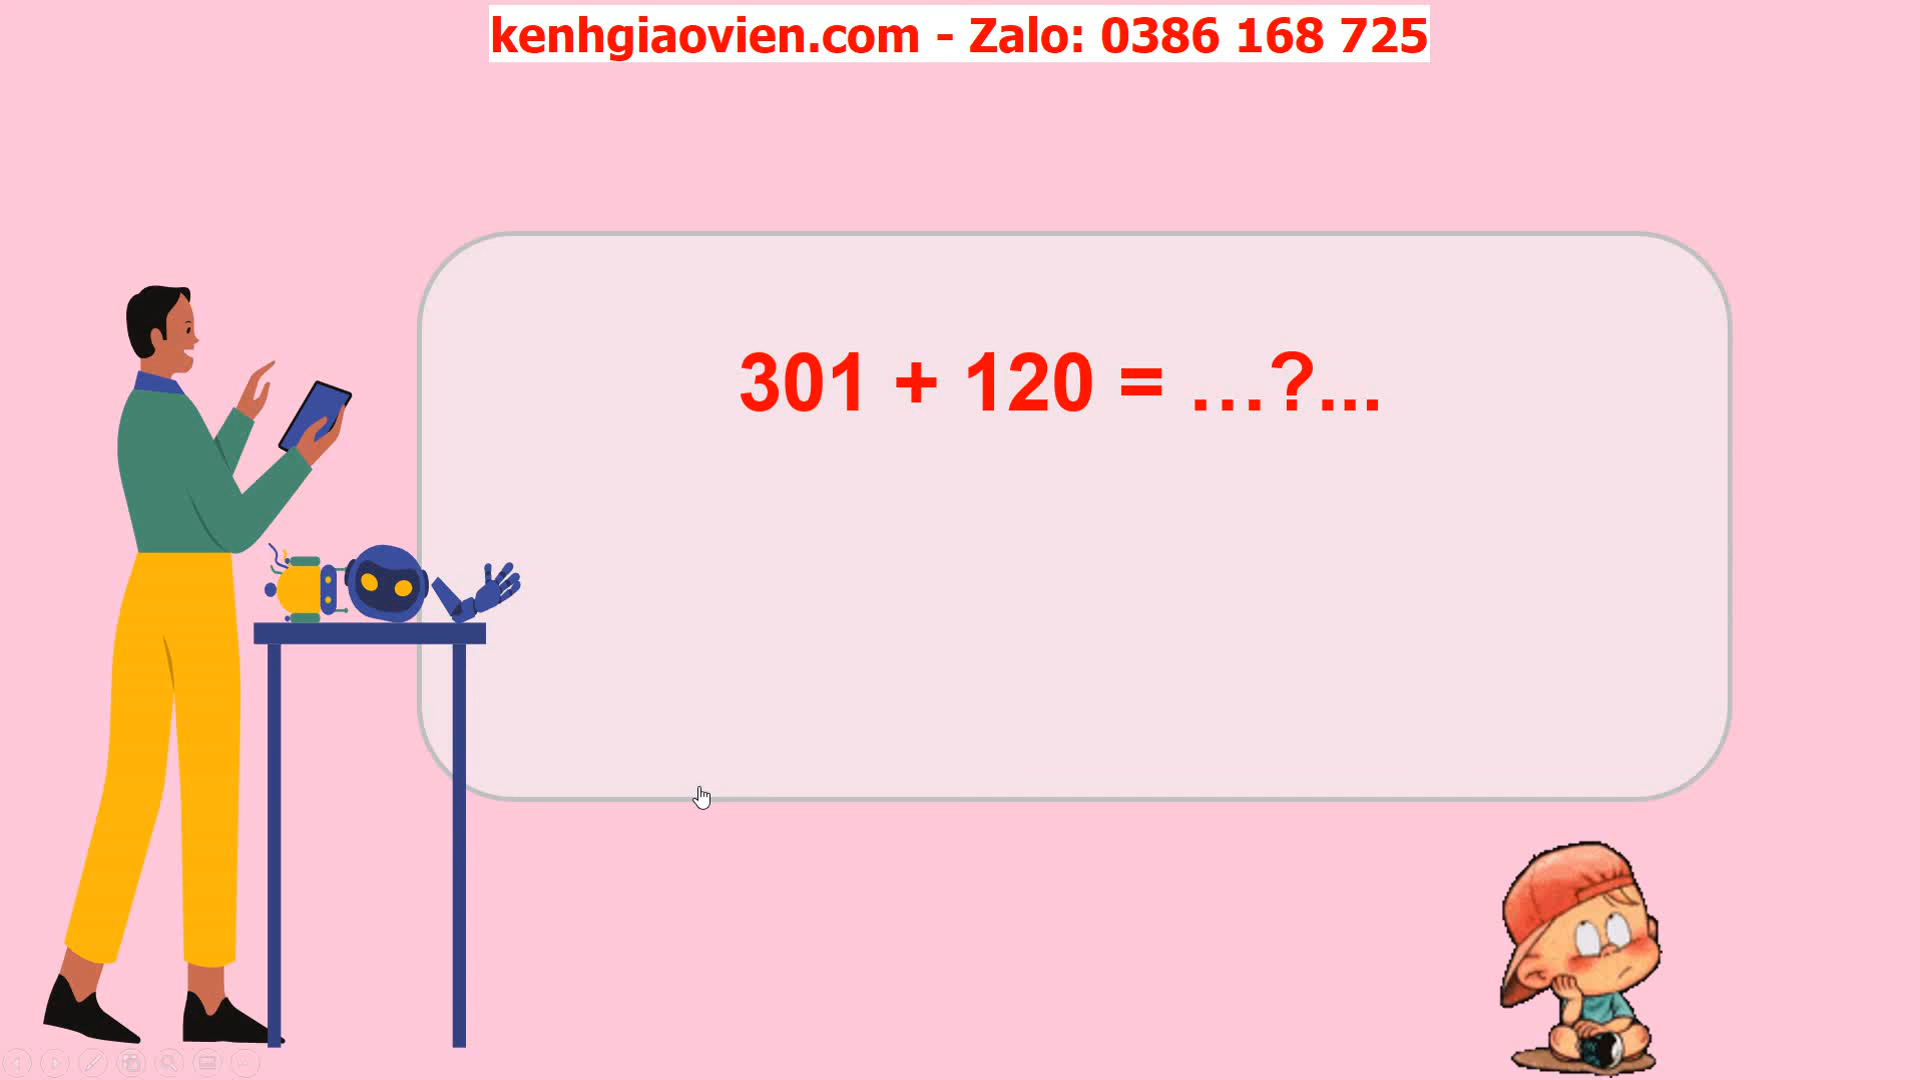 kenhgiaovien.com - Zalo: 0386 168 725
301 + 120 = …?...